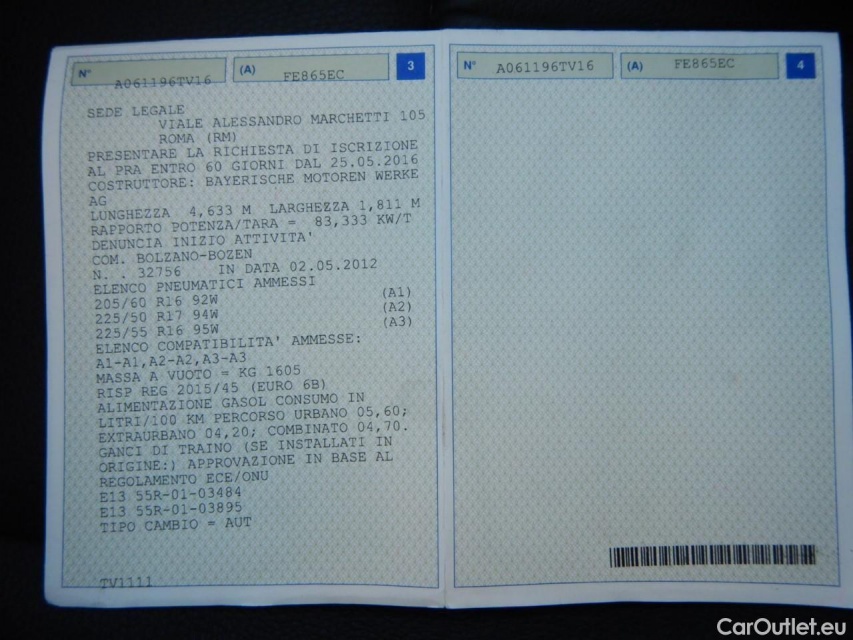 N° A061196TV16 (A) FE865EC 3
SEDE LEGALE
VIALE ALESSANDRO MARCHETTI 105
ROMA (RM)
PRESENTARE LA RICHIESTA DI ISCRIZIONE
AL PRA ENTRO 60 GIORNI DAL 25.05.2016
COSTRUTTORE: BAYERISCHE MOTOREN WERKE
AG
LUNGHEZZA 4,633 M LARGHEZZA 1,811 M
RAPPORTO POTENZA/TARA = 83,333 KW/T
DENUNCIA INIZIO ATTIVITA'
COM. BOLZANO-BOZEN
N. . 32756 IN DATA 02.05.2012
ELENCO PNEUMATICI AMMESSI
205/60 R16 92W (A1)
225/50 R17 94W (A2)
225/55 R16 95W (A3)
ELENCO COMPATIBILITA' AMMESSE:
A1-A1,A2-A2,A3-A3
MASSA A VUOTO = KG 1605
RISP REG 2015/45 (EURO 6B)
ALIMENTAZIONE GASOL CONSUMO IN
LITRI/100 KM PERCORSO URBANO 05,60;
EXTRAURBANO 04,20; COMBINATO 04,70.
GANCI DI TRAINO (SE INSTALLATI IN
ORIGINE:) APPROVAZIONE IN BASE AL
REGOLAMENTO ECE/ONU
E13 55R-01-03484
E13 55R-01-03895
TIPO CAMBIO = AUT
TV1111
N° A061196TV16 (A) FE865EC 4
CarOutlet.eu